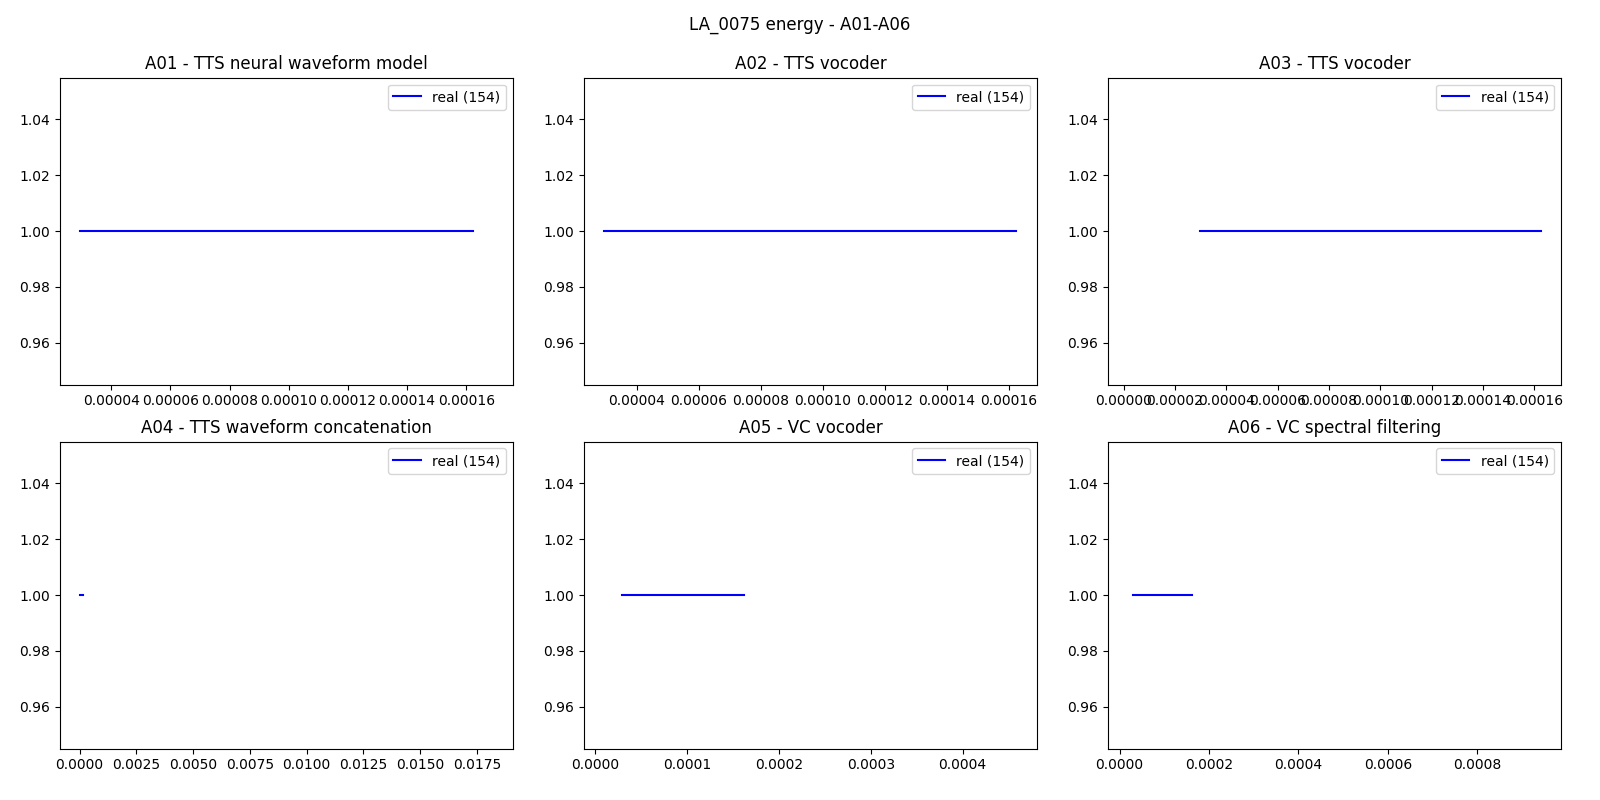 LA_0075 energy - A01-A06
A01 - TTS neural waveform model
real (154)
1.04
1.02
1.00
0.98
0.96
0.00004 0.00006 0.00008 0.00010 0.00012 0.00014 0.00016
A02 - TTS vocoder
real (154)
1.04
1.02
1.00
0.98
0.96
0.00004 0.00006 0.00008 0.00010 0.00012 0.00014 0.00016
A03 - TTS vocoder
real (154)
1.04
1.02
1.00
0.98
0.96
0.00000 0.00002 0.00004 0.00006 0.00008 0.00010 0.00012 0.00014 0.00016
A04 - TTS waveform concatenation
real (154)
1.04
1.02
1.00
0.98
0.96
0.0000 0.0025 0.0050 0.0075 0.0100 0.0125 0.0150 0.0175
A05 - VC vocoder
real (154)
1.04
1.02
1.00
0.98
0.96
0.0000 0.0001 0.0002 0.0003 0.0004
A06 - VC spectral filtering
real (154)
1.04
1.02
1.00
0.98
0.96
0.0000 0.0002 0.0004 0.0006 0.0008